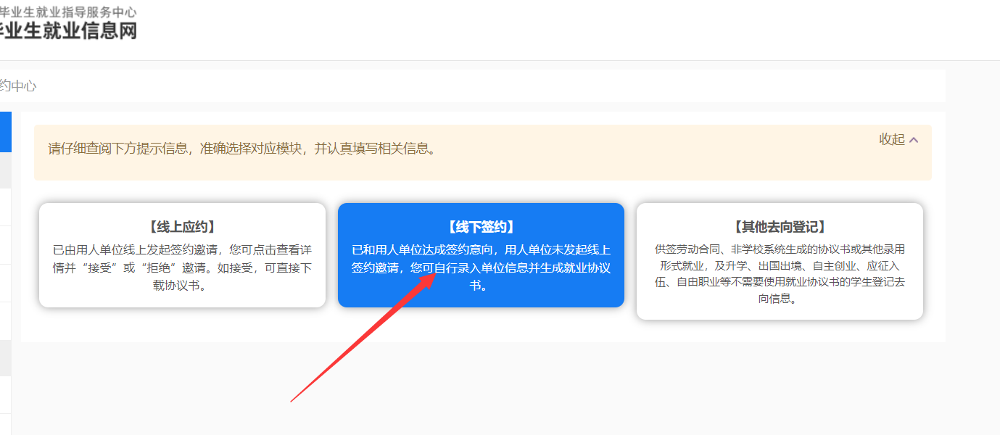 毕业生就业指导服务中心
毕业生就业信息网
约中心
请仔细查阅下方提示信息，准确选择对应模块，并认真填写相关信息。
收起
【线上应约】
已由用人单位线上发起签约邀请，您可点击查看详
情并“接受”或“拒绝”邀请。如接受，可直接下
载协议书。
【线下签约】
已和用人单位达成签约意向，用人单位未发起线上
签约邀请，您可自行录入单位信息并生成就业协议
书。
【其他去向登记】
供签劳动合同、非学校系统生成的协议书或其他录用
形式就业，及升学、出国出境、自主创业、应征入
伍、自由职业等不需要使用就业协议书的学生登记去
向信息。